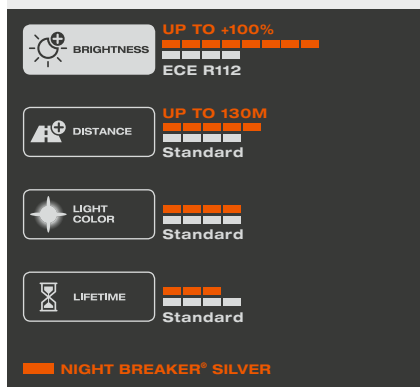 UP TO +100%
BRIGHTNESS
ECE R112
UP TO 130M
DISTANCE
Standard
LIGHT
COLOR
Standard
LIFETIME
Standard
NIGHT BREAKER® SILVER